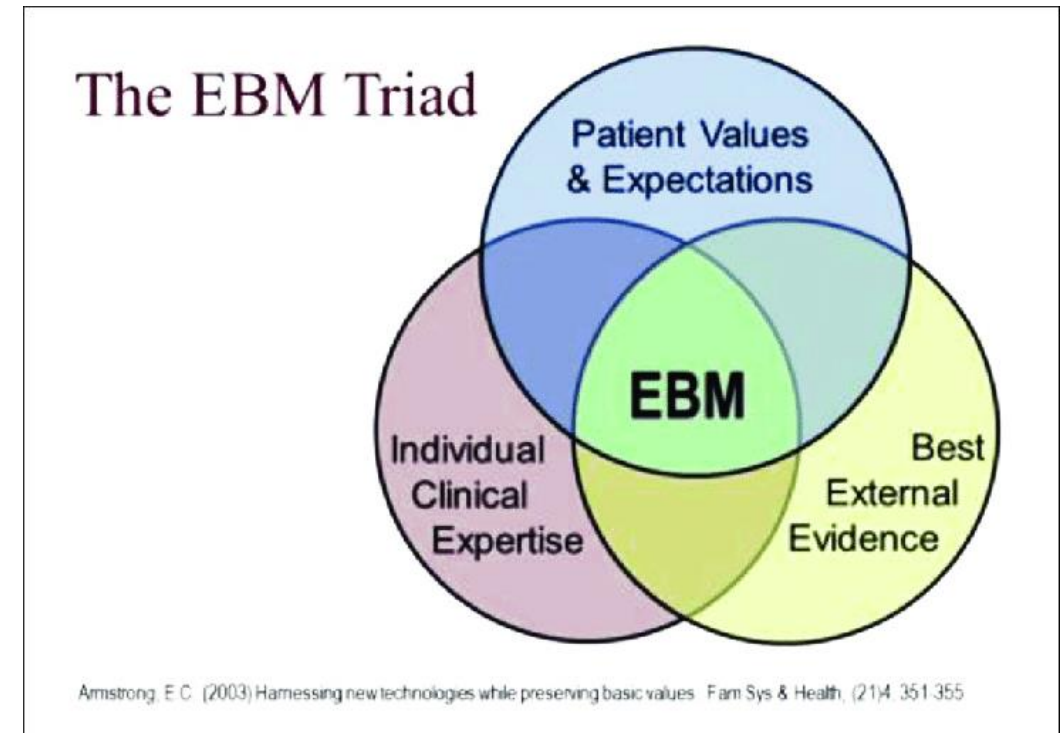 The EBM Triad
Patient Values
& Expectations
EBM
Individual
Clinical
Expertise
Best
External
Evidence
Armstrong, E.C. (2003) Harnessing new technologies while preserving basic values. Fam Sys & Health, (21)4 351-355